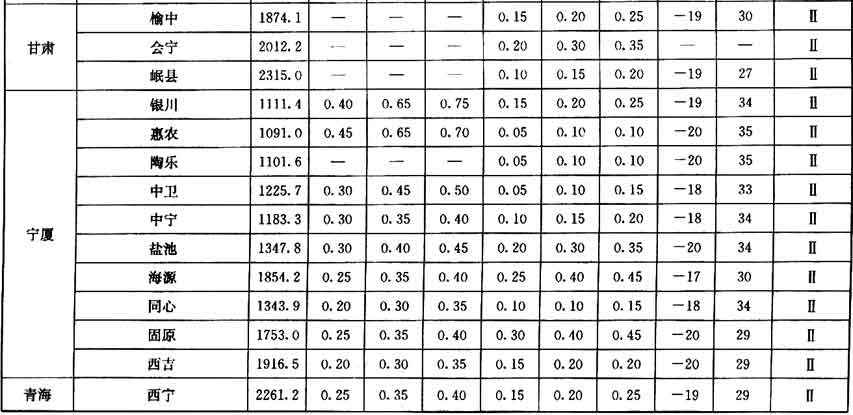 甘肃 榆中 1874.1 — — — 0.15 0.20 0.25 -19 30 Ⅱ
会宁 2012.2 — — — 0.20 0.30 0.35 — — Ⅱ
岷县 2315.0 — — — 0.10 0.15 0.20 -19 27 Ⅱ
宁厦 银川 1111.4 0.40 0.65 0.75 0.15 0.20 0.25 -19 34 Ⅱ
惠农 1091.0 0.45 0.65 0.70 0.05 0.10 0.10 -20 35 Ⅱ
陶乐 1101.6 — — — 0.05 0.10 0.10 -20 35 Ⅱ
中卫 1225.7 0.30 0.45 0.50 0.05 0.10 0.15 -18 33 Ⅱ
中宁 1183.3 0.30 0.35 0.40 0.10 0.15 0.20 -18 34 Ⅱ
盐池 1347.8 0.30 0.40 0.45 0.20 0.30 0.35 -20 34 Ⅱ
海源 1854.2 0.25 0.35 0.40 0.25 0.40 0.45 -17 30 Ⅱ
同心 1343.9 0.20 0.30 0.35 0.10 0.10 0.15 -18 34 Ⅱ
固原 1753.0 0.25 0.35 0.40 0.30 0.40 0.45 -20 29 Ⅱ
西吉 1916.5 0.20 0.30 0.35 0.15 0.20 0.20 -20 29 Ⅱ
青海 西宁 2261.2 0.25 0.35 0.40 0.15 0.20 0.25 -19 29 Ⅱ